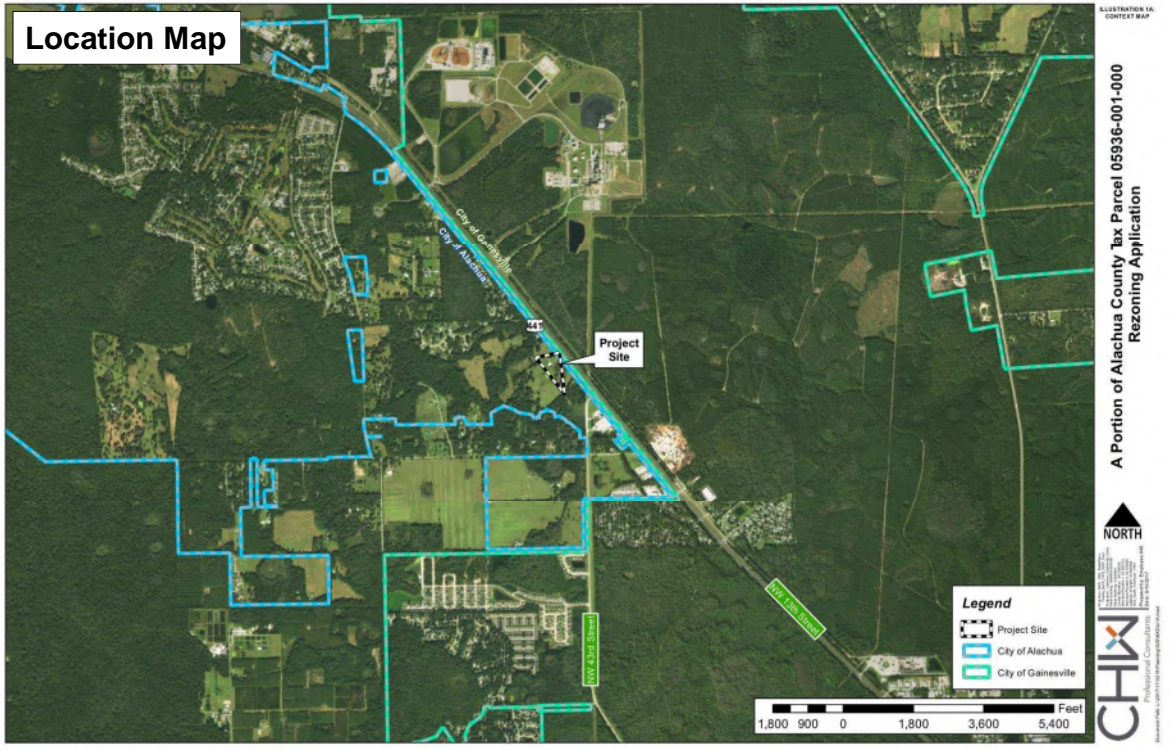 Location Map
City of Gainesville
City of Alachua
441
Project
Site
NW 13th Street
NW 43rd Street
Legend
Project Site
City of Alachua
City of Gainesville
Feet
1,800 900 0 1,800 3,600 5,400
ILLUSTRATION 1A:
CONTEXT MAP
A Portion of Alachua County Tax Parcel 05936-001-000
Rezoning Application
NORTH
CHW
Professional Consultants